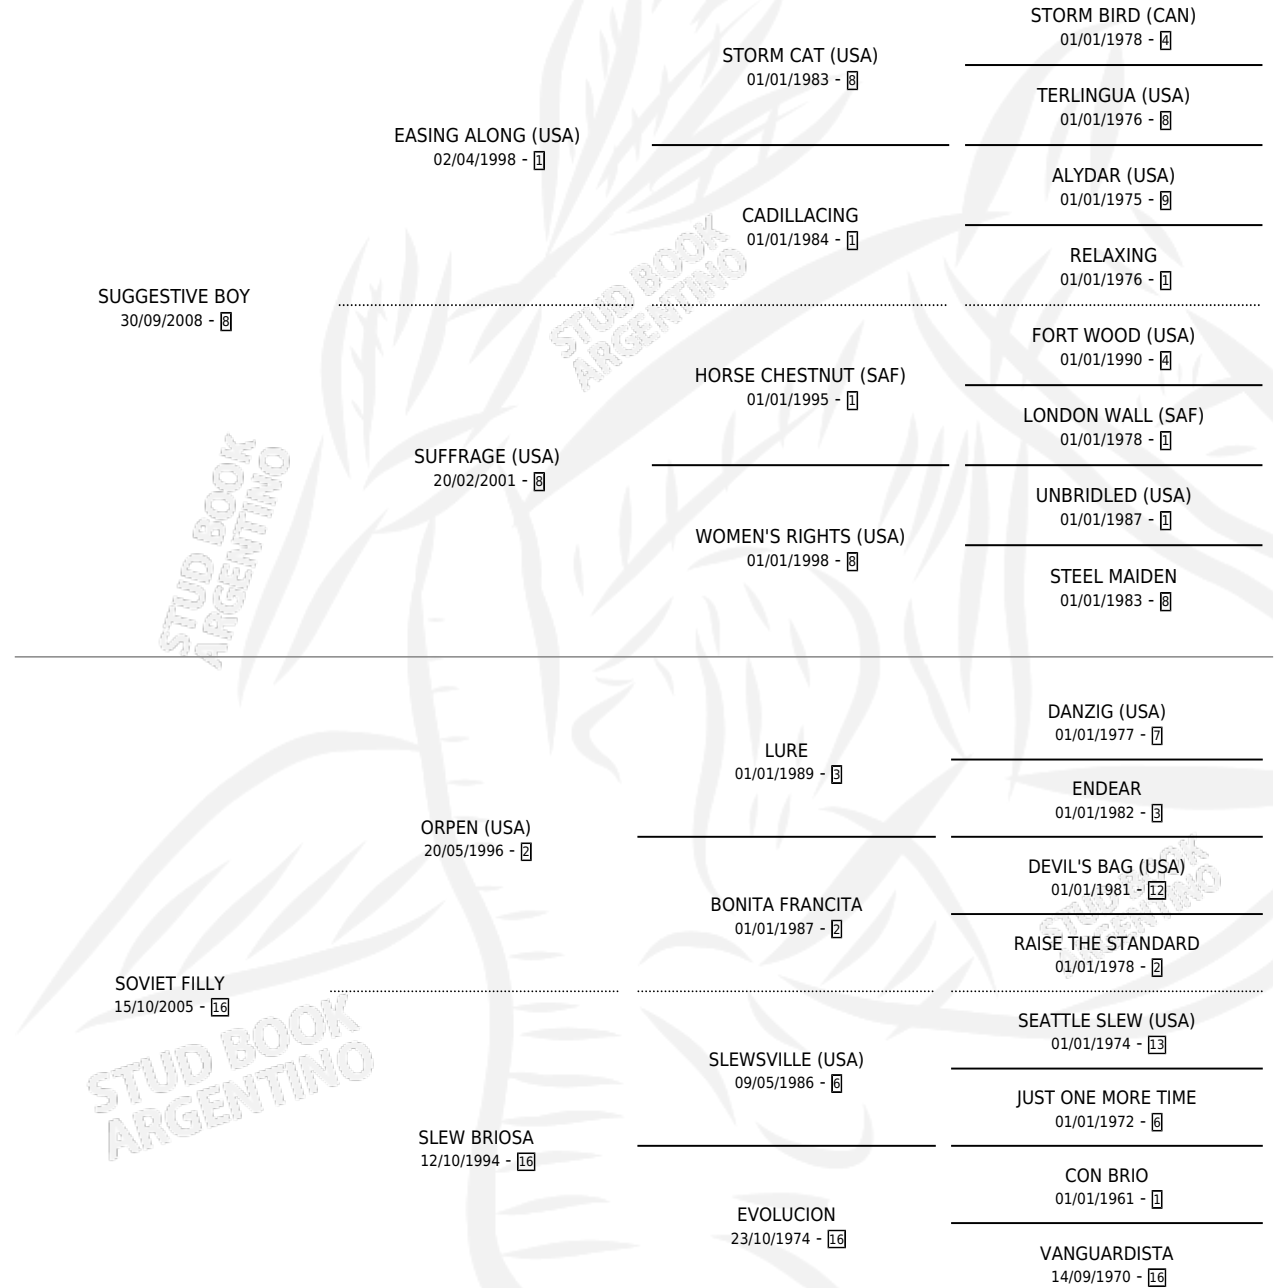 STORM BIRD (CAN)
01/01/1978 - 4
STORM CAT (USA)
01/01/1983 - 8
TERLINGUA (USA)
01/01/1976 - 8
EASING ALONG (USA)
02/04/1998 - 1
ALYDAR (USA)
01/01/1975 - 9
CADILLACING
01/01/1984 - 1
RELAXING
01/01/1976 - 1
SUGGESTIVE BOY
30/09/2008 - 8
FORT WOOD (USA)
01/01/1990 - 4
HORSE CHESTNUT (SAF)
01/01/1995 - 1
LONDON WALL (SAF)
01/01/1978 - 1
SUFFRAGE (USA)
20/02/2001 - 8
UNBRIDLED (USA)
01/01/1987 - 1
WOMEN'S RIGHTS (USA)
01/01/1998 - 8
STEEL MAIDEN
01/01/1983 - 8
DANZIG (USA)
01/01/1977 - 7
LURE
01/01/1989 - 3
ENDEAR
01/01/1982 - 3
ORPEN (USA)
20/05/1996 - 2
DEVIL'S BAG (USA)
01/01/1981 - 12
BONITA FRANCITA
01/01/1987 - 2
RAISE THE STANDARD
01/01/1978 - 2
SOVIET FILLY
15/10/2005 - 16
SEATTLE SLEW (USA)
01/01/1974 - 13
SLEWSVILLE (USA)
09/05/1986 - 6
JUST ONE MORE TIME
01/01/1972 - 6
SLEW BRIOSA
12/10/1994 - 16
CON BRIO
01/01/1961 - 1
EVOLUCION
23/10/1974 - 16
VANGUARDISTA
14/09/1970 - 16
STUD BOOK
ARGENTINO
STUD BOOK
ARGENTINO
STUD BOOK
ARGENTINO
STUD BOOK
ARGENTINO